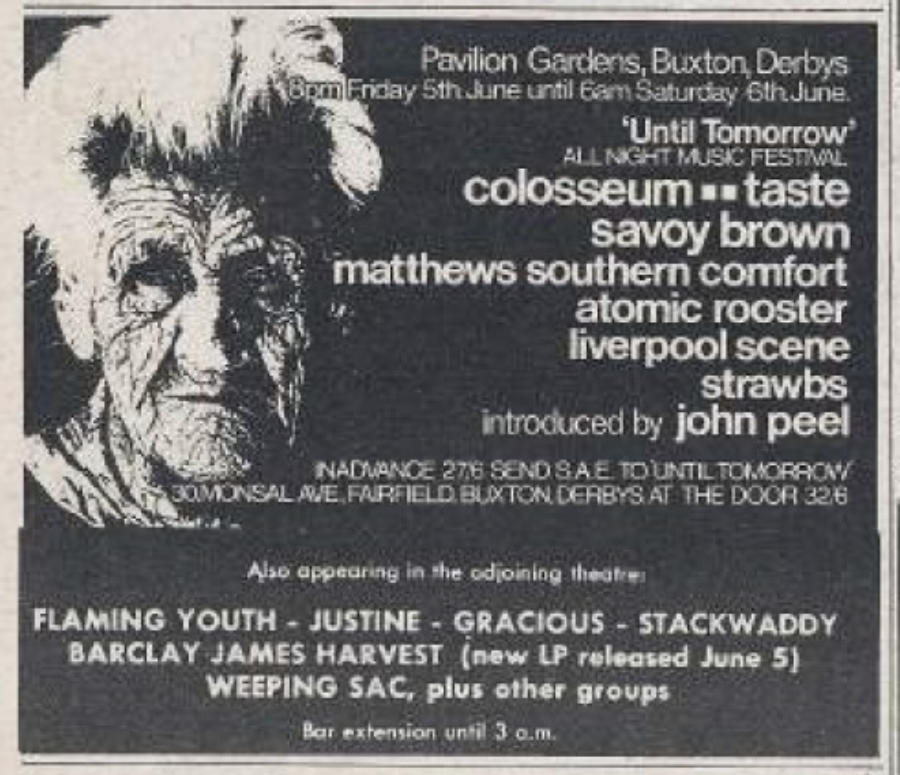 Pavilion Gardens, Buxton, Derbys
8pm Friday 5th June until 6am Saturday 6th June.
'Until Tomorrow'
ALL NIGHT MUSIC FESTIVAL
colosseum ▪▪ taste
savoy brown
matthews southern comfort
atomic rooster
liverpool scene
strawbs
introduced by john peel
IN ADVANCE 27/6 SEND S.A.E. TO 'UNTIL TOMORROW'
30, MONSAL AVE., FAIRFIELD, BUXTON, DERBYS. AT THE DOOR 32/6
Also appearing in the adjoining theatre:
FLAMING YOUTH - JUSTINE - GRACIOUS - STACKWADDY
BARCLAY JAMES HARVEST (new LP released June 5)
WEEPING SAC, plus other groups
Bar extension until 3 a.m.